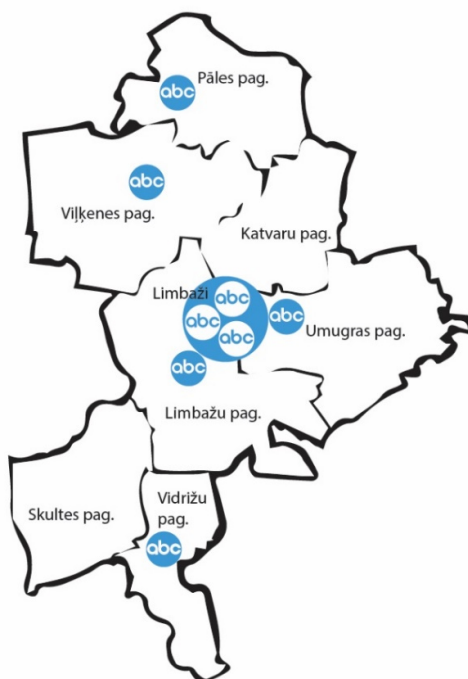 Pāles pag.
abc
abc
Viļķenes pag.
Katvaru pag.
Limbaži
abc
abc
abc
abc
Umugras pag.
abc
Limbažu pag.
Skultes pag.
Vidrižu
pag.
abc